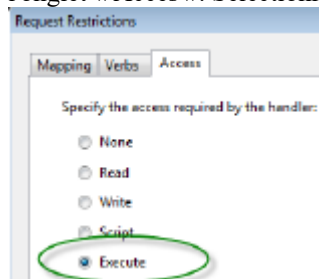 Request Restrictions
Mapping Verbs Access
Specify the access required by the handler:
None
Read
Write
Script
Execute